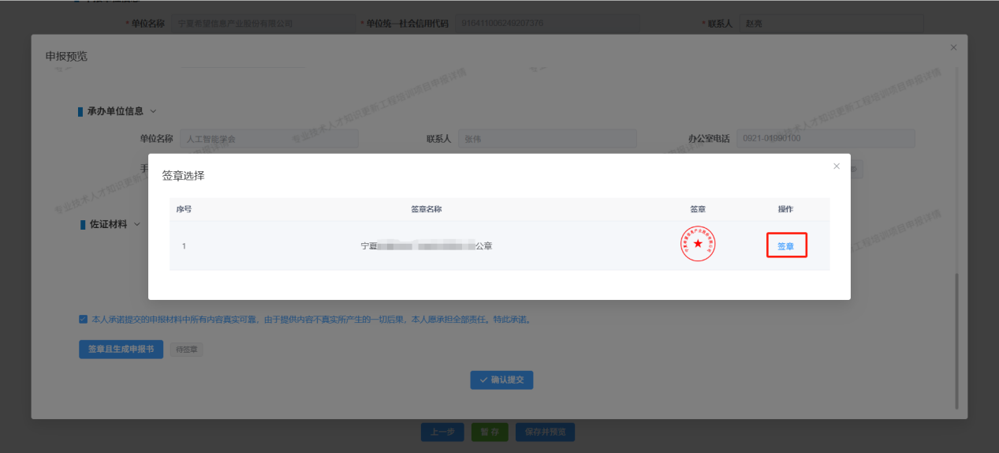 * 单位名称 宁夏希望信息产业股份有限公司 * 单位统一社会信用代码 916411006249207376 * 联系人 赵亮
申报预览
承办单位信息
单位名称 人工智能学会 联系人 张伟 办公室电话 0921-01990100
手
签章选择
序号 签章名称 签章 操作
1 宁夏 公章 签章
佐证材料
本人承诺提交的申报材料中所有内容真实可靠，由于提供内容不真实所产生的一切后果，本人愿承担全部责任。特此承诺。
签章且生成申报书 待签章
确认提交
上一步 暂存 保存并预览
专业技术人才知识更新工程培训项目申报详情